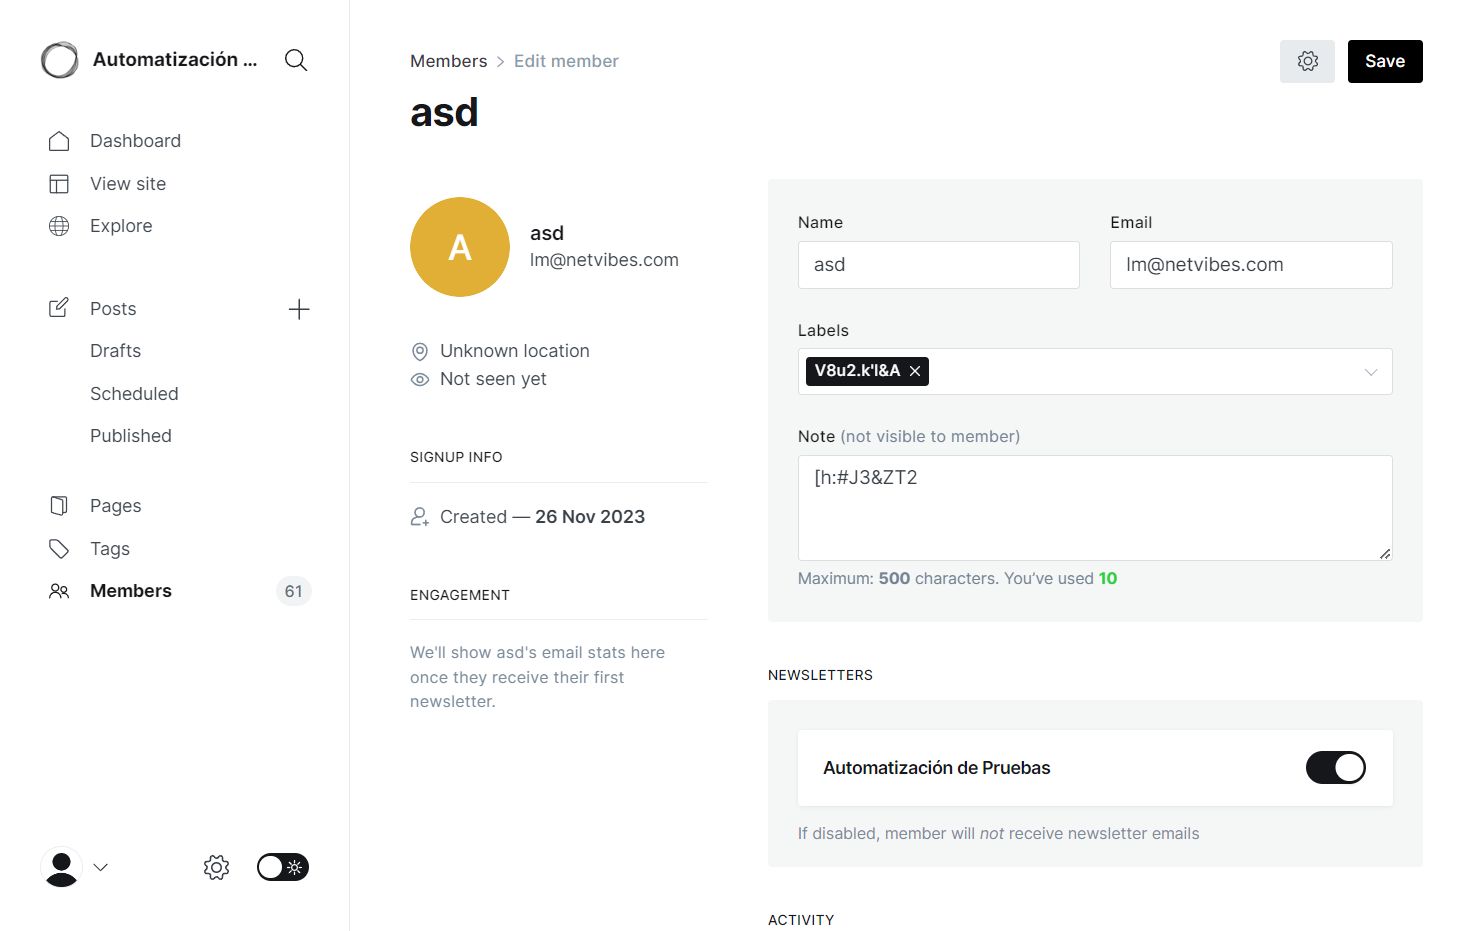 Automatización ...
Dashboard
View site
Explore
Posts
Drafts
Scheduled
Published
Pages
Tags
Members
61
Members > Edit member
Save
asd
A
asd
lm@netvibes.com
Unknown location
Not seen yet
SIGNUP INFO
Created — 26 Nov 2023
ENGAGEMENT
We'll show asd's email stats here
once they receive their first
newsletter.
Name
asd
Email
lm@netvibes.com
Labels
V8u2.k'l&A ×
Note (not visible to member)
[h:#J3&ZT2
Maximum: 500 characters. You've used 10
NEWSLETTERS
Automatización de Pruebas
If disabled, member will not receive newsletter emails
ACTIVITY